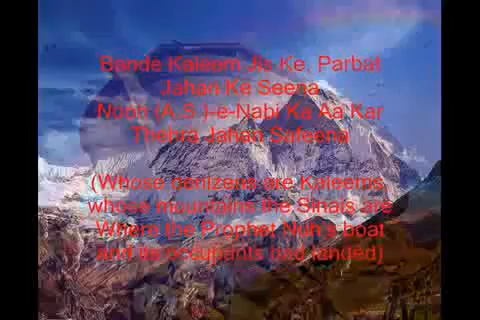 Bande Kaleem Jis Ke, Parbat
Jahan Ke Seena
Nooh (A.S.)-e-Nabi Ka Aa Kar
Thehra Jahan Safeena
(Whose denizens are Kaleems,
whose mountains the Sinais are
Where the Prophet Nuh's boat
and its occupants had landed)